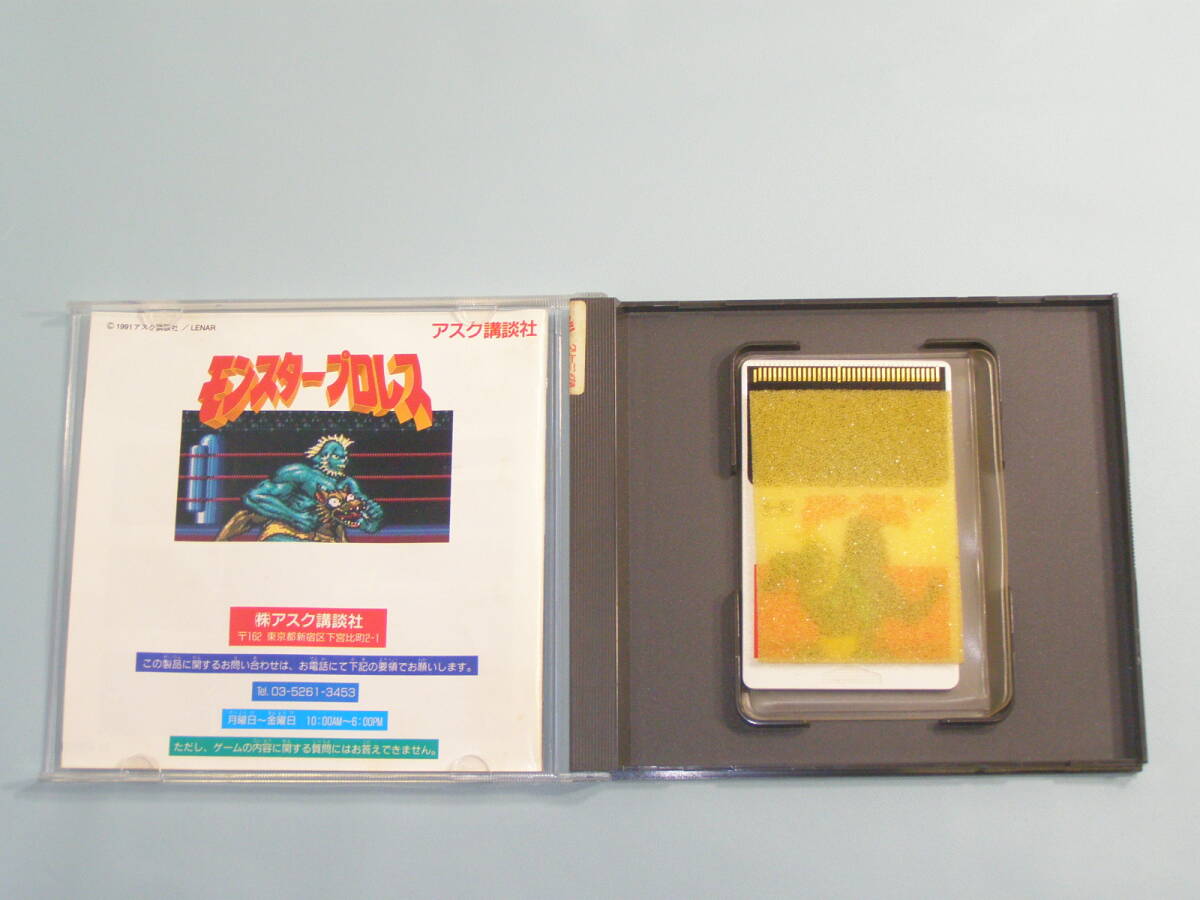 © 1991 アスク講談社 / LENAR
アスク講談社
モンスタープロレス
㈱アスク講談社
〒162 東京都新宿区下宮比町2-1
この製品に関するお問い合わせは、お電話にて下記の要領でお願いします。
Tel. 03-5261-3453
月曜日～金曜日 10:00AM～6:00PM
ただし、ゲームの内容に関する質問にはお答えできません。